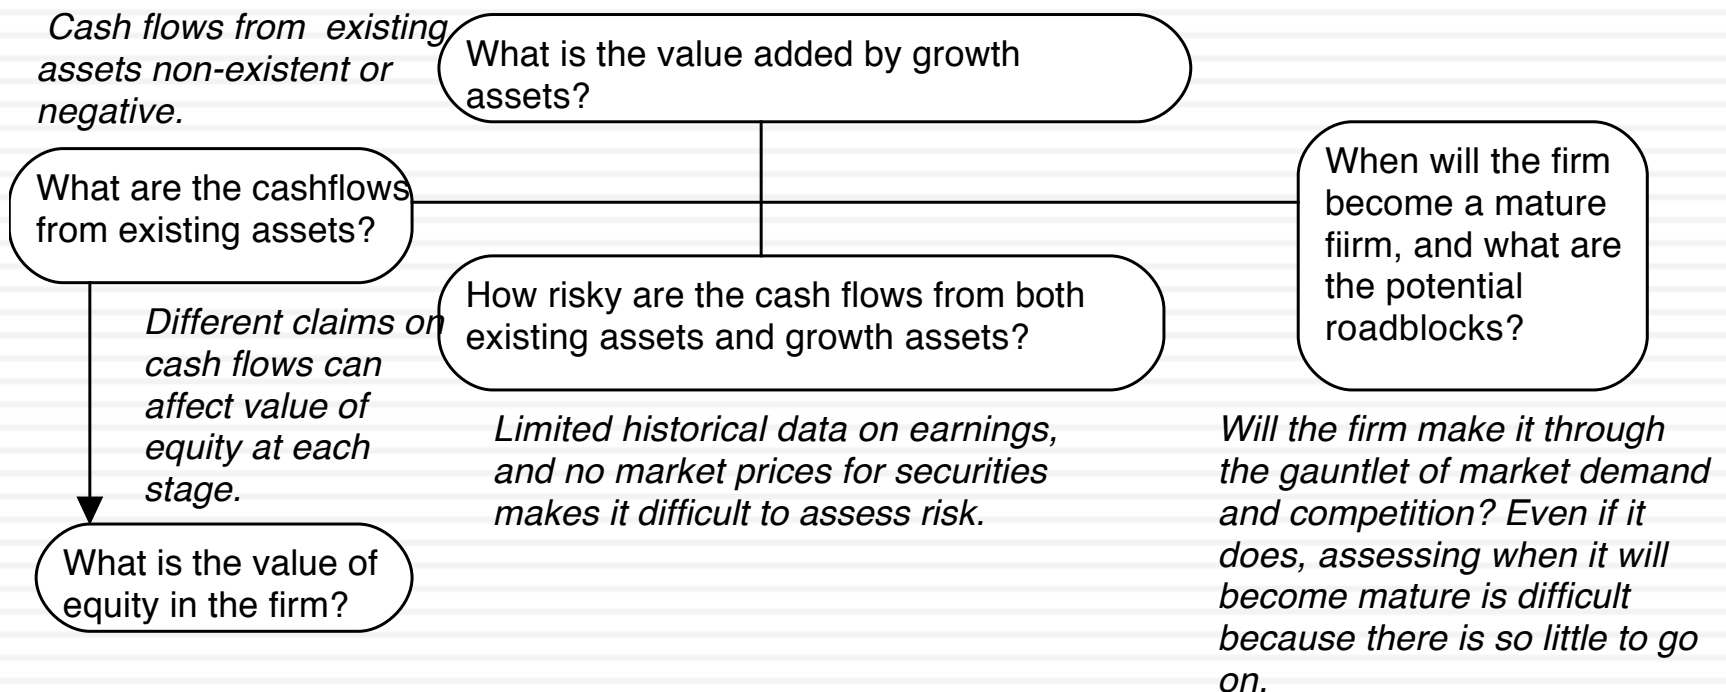 Cash flows from  existing
assets non-existent or
negative.
What is the value added by growth
assets?
What are the cashflows
from existing assets?
When will the firm
become a mature
fiirm, and what are
the potential
roadblocks?
How risky are the cash flows from both
existing assets and growth assets?
Different claims on
cash flows can
affect value of
equity at each
stage.
Limited historical data on earnings,
and no market prices for securities
makes it difficult to assess risk.
Will the firm make it through
the gauntlet of market demand
and competition? Even if it
does, assessing when it will
become mature is difficult
because there is so little to go
on.
What is the value of
equity in the firm?